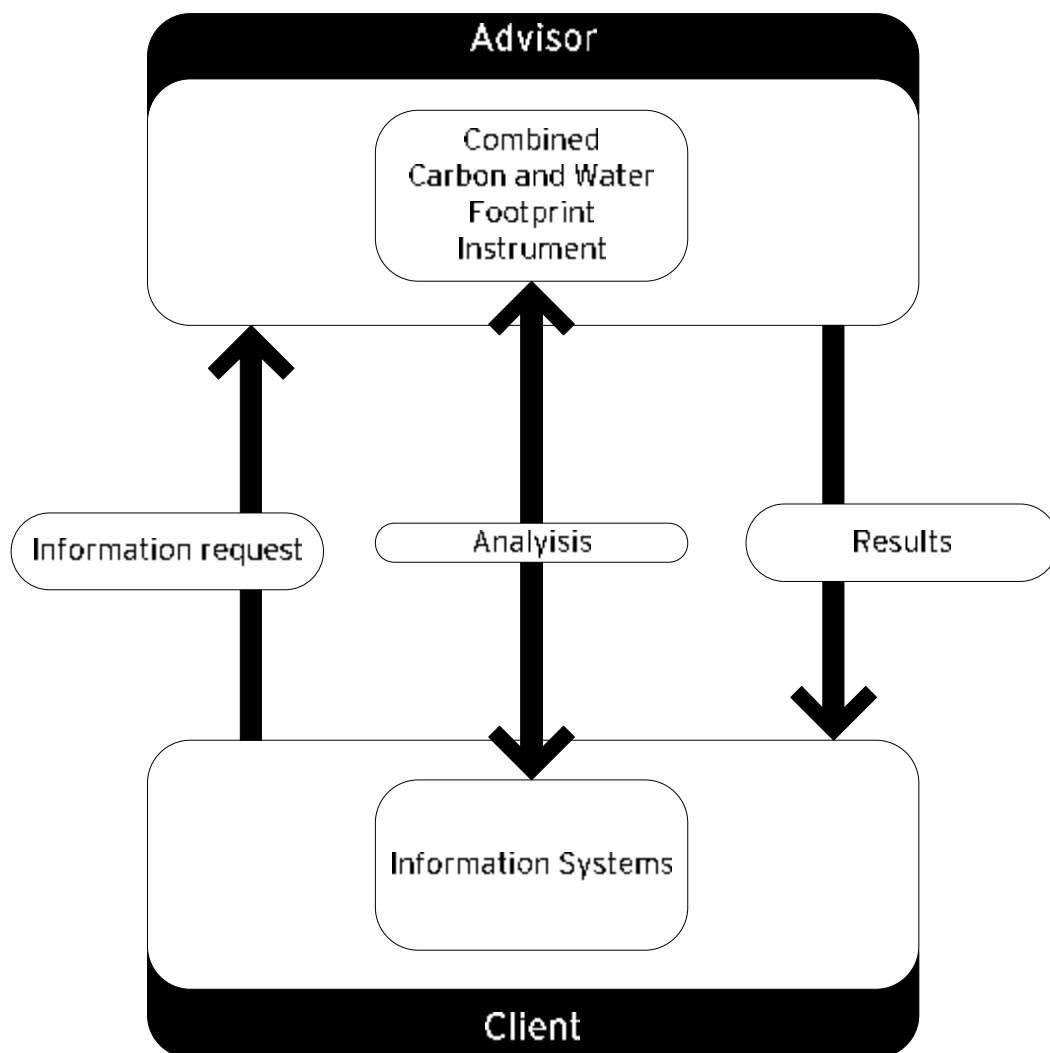 Advisor
Combined
Carbon and Water
Footprint
Instrument
Information request
Analyisis
Results
Information Systems
Client